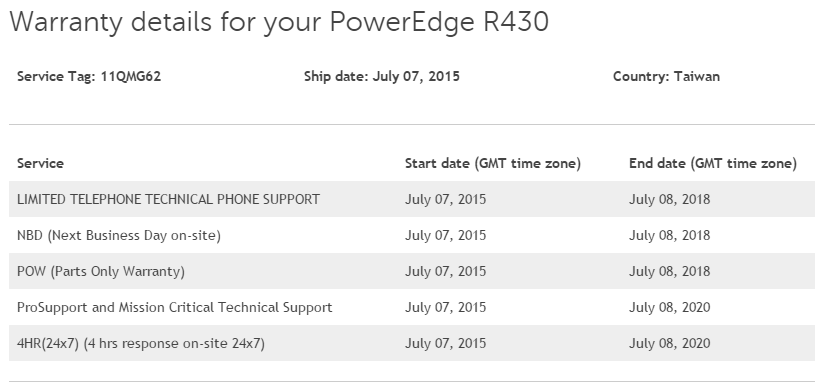 Warranty details for your PowerEdge R430
Service Tag: 11QMG62 Ship date: July 07, 2015 Country: Taiwan
Service Start date (GMT time zone) End date (GMT time zone)
LIMITED TELEPHONE TECHNICAL PHONE SUPPORT July 07, 2015 July 08, 2018
NBD (Next Business Day on-site) July 07, 2015 July 08, 2018
POW (Parts Only Warranty) July 07, 2015 July 08, 2018
ProSupport and Mission Critical Technical Support July 07, 2015 July 08, 2020
4HR(24x7) (4 hrs response on-site 24x7) July 07, 2015 July 08, 2020